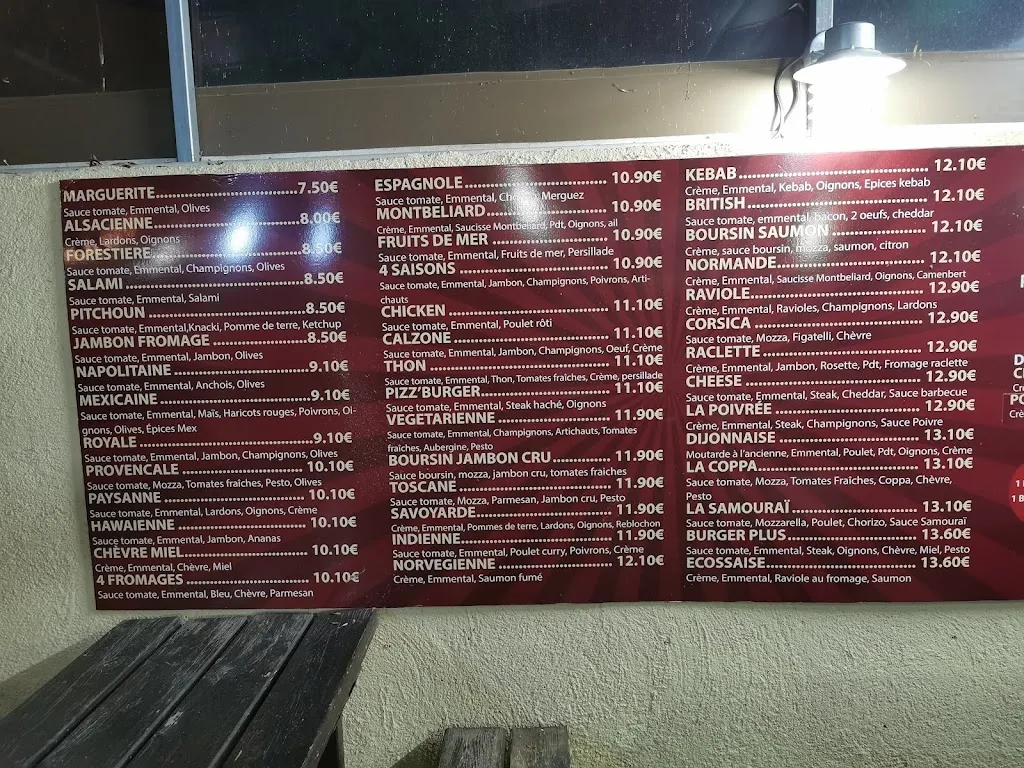 MARGUERITE 7.50€
Sauce tomate, Emmental, Olives
ALSACIENNE 8.00€
Crème, Lardons, Oignons
FORESTIERE 8.50€
Sauce tomate, Emmental, Champignons, Olives
SALAMI 8.50€
Sauce tomate, Emmental, Salami
PITCHOUN 8.50€
Sauce tomate, Emmental,Knacki, Pomme de terre, Ketchup
JAMBON FROMAGE 8.50€
Sauce tomate, Emmental, Jambon, Olives
NAPOLITAINE 9.10€
Sauce tomate, Emmental, Anchois, Olives
MEXICAINE 9.10€
Sauce tomate, Emmental, Maïs, Haricots rouges, Poivrons, Oi-
gnons, Olives, Épices Mex
ROYALE 9.10€
Sauce tomate, Emmental, Jambon, Champignons, Olives
PROVENCALE 10.10€
Sauce tomate, Mozza, Tomates fraîches, Pesto, Olives
PAYSANNE 10.10€
Sauce tomate, Emmental, Lardons, Oignons, Crème
HAWAIENNE 10.10€
Sauce tomate, Emmental, Jambon, Ananas
CHÈVRE MIEL 10.10€
Crème, Emmental, Chèvre, Miel
4 FROMAGES 10.10€
Sauce tomate, Emmental, Bleu, Chèvre, Parmesan
ESPAGNOLE 10.90€
Sauce tomate, Emmental, Merguez
MONTBELIARD 10.90€
Crème, Emmental, Saucisse Montbeliard, Pdt, Oignons, ail
FRUITS DE MER 10.90€
Sauce tomate, Emmental, Fruits de mer, Persillade
4 SAISONS 10.90€
Sauce tomate, Emmental, Jambon, Champignons, Poivrons, Arti-
chauts
CHICKEN 11.10€
Sauce tomate, Emmental, Poulet rôti
CALZONE 11.10€
Sauce tomate, Emmental, Jambon, Champignons, Oeuf, Crème
THON 11.10€
Sauce tomate, Emmental, Thon, Tomates fraîches, Crème, persillade
PIZZ'BURGER 11.10€
Sauce tomate, Emmental, Steak haché, Oignons
VEGETARIENNE 11.90€
Sauce tomate, Emmental, Champignons, Artichauts, Tomates
fraîches, Aubergine, Pesto
BOURSIN JAMBON CRU 11.90€
Sauce boursin, mozza, jambon cru, tomates fraiches
TOSCANE 11.90€
Sauce tomate, Mozza, Parmesan, Jambon cru, Pesto
SAVOYARDE 11.90€
Crème, Emmental, Pommes de terre, Lardons, Oignons, Reblochon
INDIENNE 11.90€
Sauce tomate, Emmental, Poulet curry, Poivrons, Crème
NORVEGIENNE 12.10€
Crème, Emmental, Saumon fumé
KEBAB 12.10€
Crème, Emmental, Kebab, Oignons, Epices kebab
BRITISH 12.10€
Sauce tomate, emmental, bacon, 2 oeufs, cheddar
BOURSIN SAUMON 12.10€
Crème, sauce boursin, mozza, saumon, citron
NORMANDE 12.10€
Crème, Emmental, Saucisse Montbeliard, Oignons, Camenbert
RAVIOLE 12.90€
Crème, Emmental, Ravioles, Champignons, Lardons
CORSICA 12.90€
Sauce tomate, Mozza, Figatelli, Chèvre
RACLETTE 12.90€
Crème, Emmental, Jambon, Rosette, Pdt, Fromage raclette
CHEESE 12.90€
Sauce tomate, Emmental, Steak, Cheddar, Sauce barbecue
LA POIVRÉE 12.90€
Crème, Emmental, Steak, Champignons, Sauce Poivre
DIJONNAISE 13.10€
Moutarde à l'ancienne, Emmental, Poulet, Pdt, Oignons, Crème
LA COPPA 13.10€
Sauce tomate, Mozza, Tomates Fraîches, Coppa, Chèvre,
Pesto
LA SAMOURAÏ 13.10€
Sauce tomate, Mozzarella, Poulet, Chorizo, Sauce Samouraï
BURGER PLUS 13.60€
Sauce tomate, Emmental, Steak, Oignons, Chèvre, Miel, Pesto
ECOSSAISE 13.60€
Crème, Emmental, Raviole au fromage, Saumon